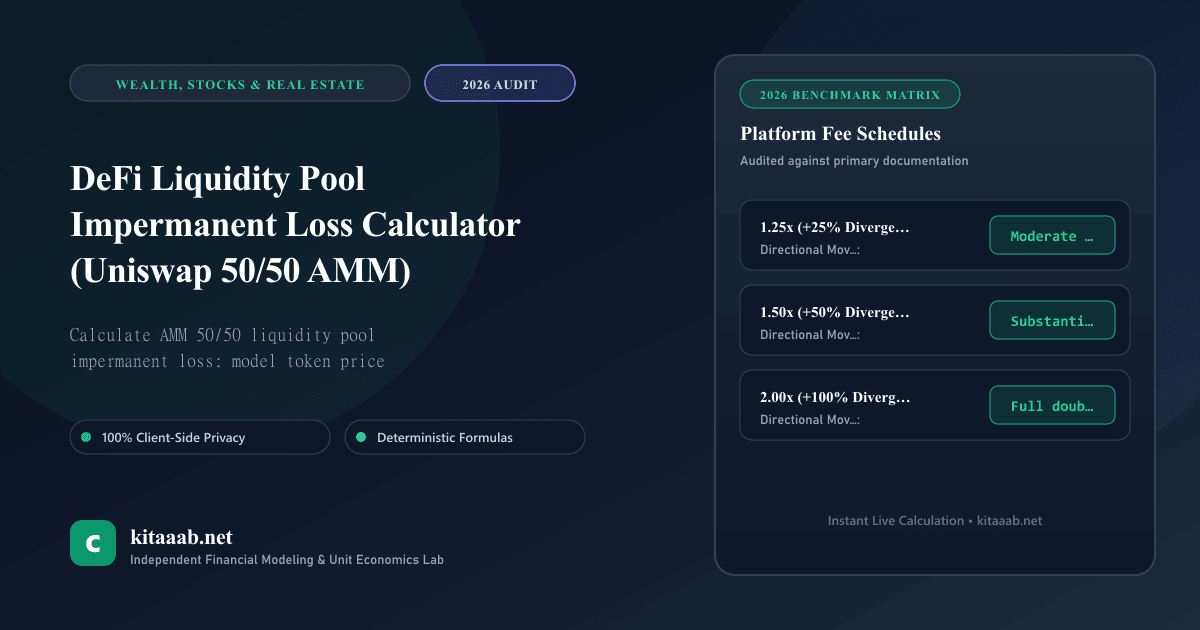 WEALTH, STOCKS & REAL ESTATE
2026 AUDIT
DeFi Liquidity Pool
Impermanent Loss Calculator
(Uniswap 50/50 AMM)
Calculate AMM 50/50 liquidity pool
impermanent loss: model token price
100% Client-Side Privacy
Deterministic Formulas
C
kitaaab.net
Independent Financial Modeling & Unit Economics Lab
2026 BENCHMARK MATRIX
Platform Fee Schedules
Audited against primary documentation
1.25x (+25% Diverge…
Directional Mov…:
Moderate …
1.50x (+50% Diverge…
Directional Mov…:
Substanti…
2.00x (+100% Diverg…
Directional Mov…:
Full doub…
Instant Live Calculation • kitaaab.net